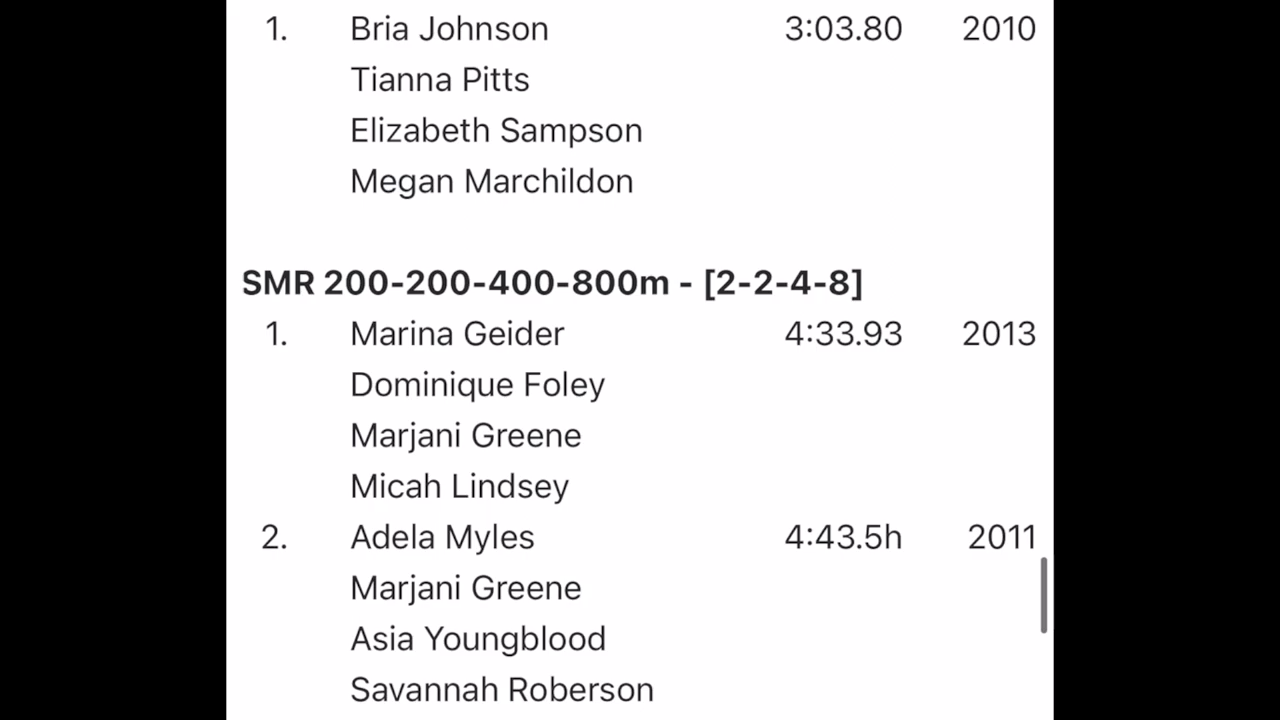 1. Bria Johnson 3:03.80 2010
Tianna Pitts
Elizabeth Sampson
Megan Marchildon
SMR 200-200-400-800m - [2-2-4-8]
1. Marina Geider 4:33.93 2013
Dominique Foley
Marjani Greene
Micah Lindsey
2. Adela Myles 4:43.5h 2011
Marjani Greene
Asia Youngblood
Savannah Roberson